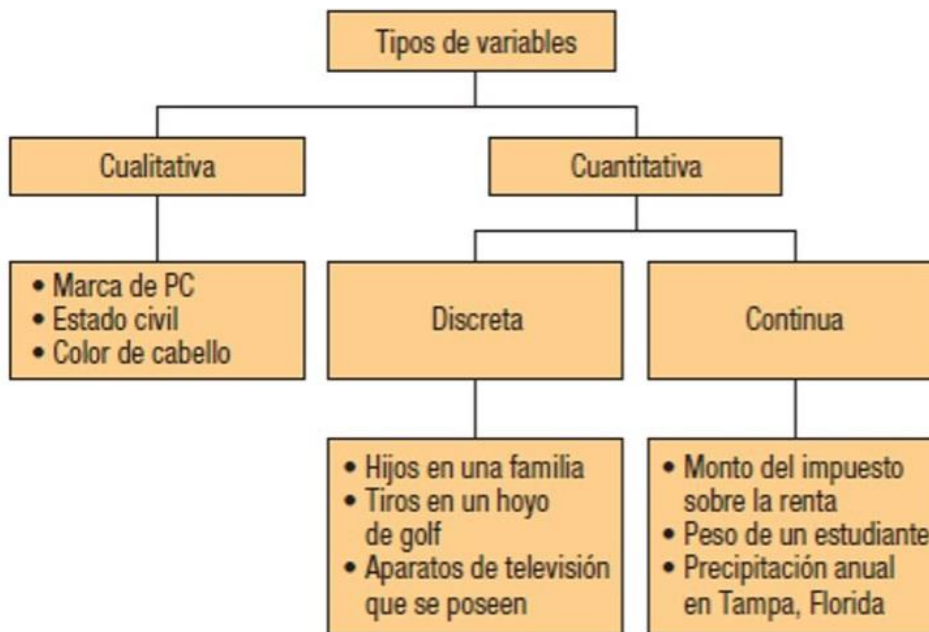 Tipos de variables
Cualitativa
Cuantitativa
• Marca de PC
• Estado civil
• Color de cabello
Discreta
Continua
• Hijos en una familia
• Tiros en un hoyo
de golf
• Aparatos de televisión
que se poseen
• Monto del impuesto
sobre la renta
• Peso de un estudiante
• Precipitación anual
en Tampa, Florida